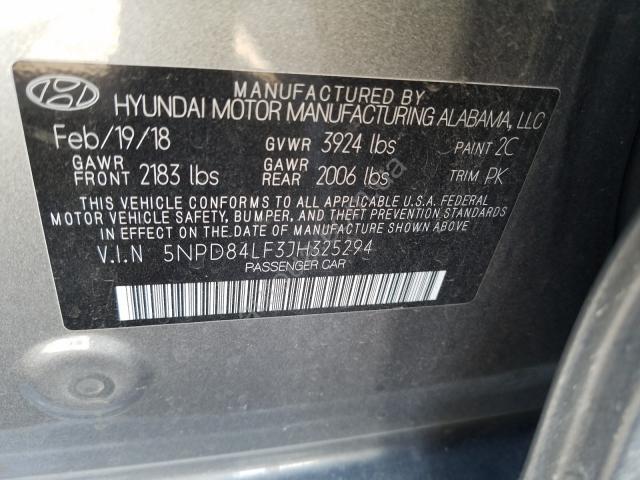 MANUFACTURED BY
HYUNDAI MOTOR MANUFACTURING ALABAMA, LLC
Feb/19/18 GVWR 3924 lbs PAINT 2C
GAWR FRONT 2183 lbs GAWR REAR 2006 lbs TRIM PK
THIS VEHICLE CONFORMS TO ALL APPLICABLE U.S.A. FEDERAL
MOTOR VEHICLE SAFETY, BUMPER, AND THEFT PREVENTION STANDARDS
IN EFFECT ON THE DATE OF MANUFACTURE SHOWN ABOVE.
V.I.N 5NPD84LF3JH325294
PASSENGER CAR